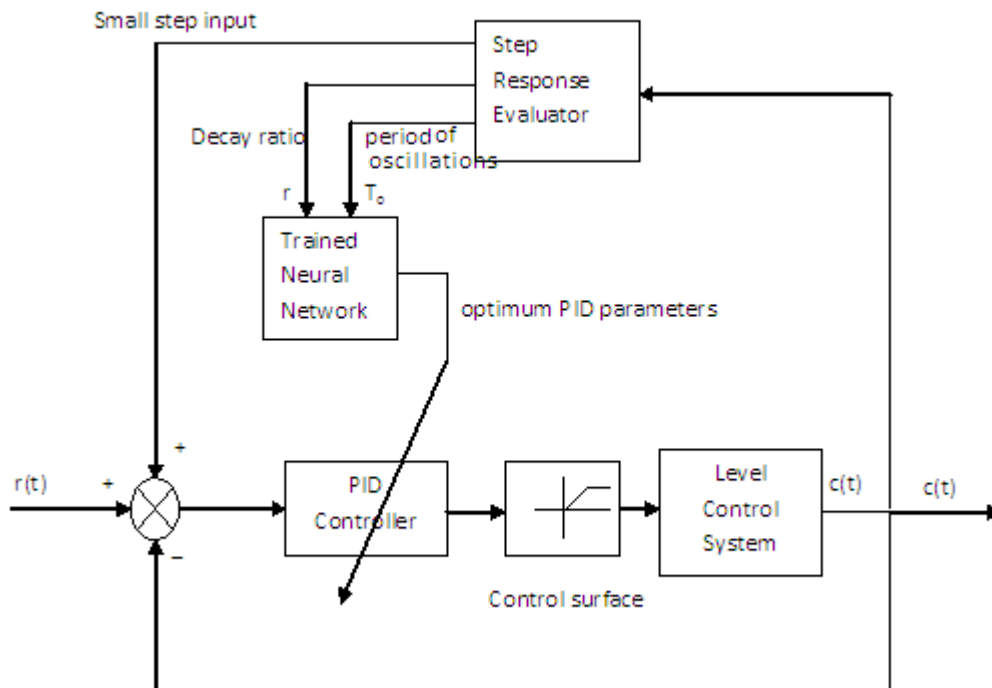 Small step input
Step
Response
Evaluator
Decay ratio
period of
oscillations
r
To
Trained
Neural
Network
optimum PID parameters
+
r(t)
+
PID
Controller
Level
Control
System
c(t)
c(t)
–
Control surface